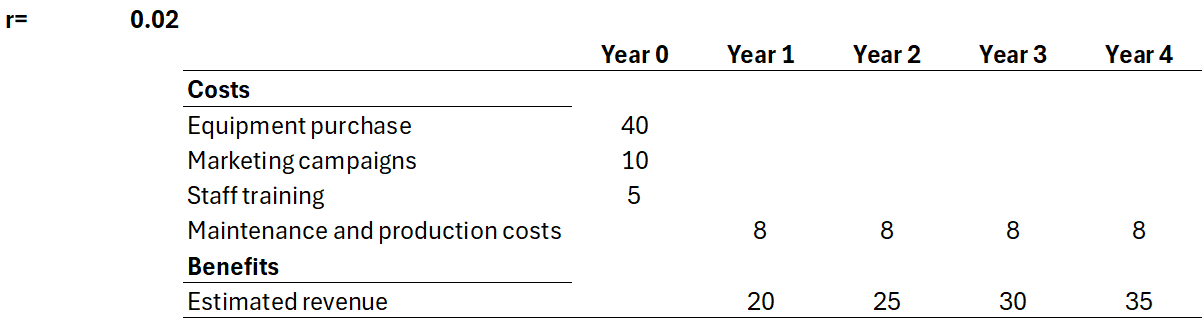 r= 0.02
Year 0 Year 1 Year 2 Year 3 Year 4
Costs
Equipment purchase 40
Marketing campaigns 10
Staff training 5
Maintenance and production costs 8 8 8 8
Benefits
Estimated revenue 20 25 30 35